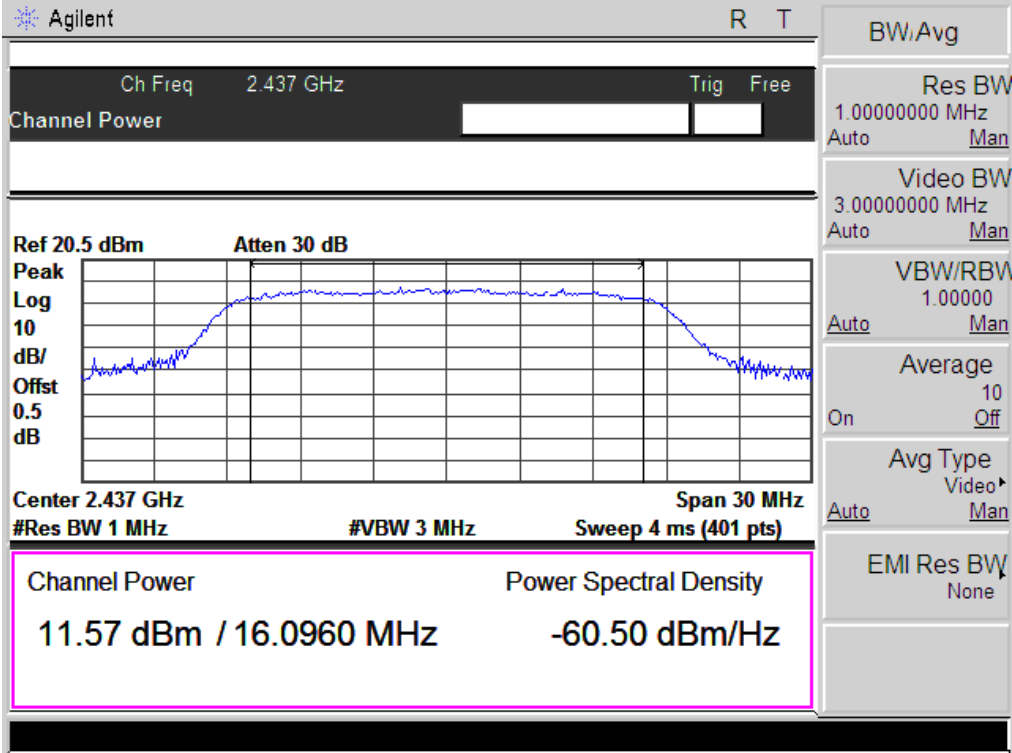 Agilent
R T
Ch Freq 2.437 GHz Trig Free
Channel Power
Ref 20.5 dBm Atten 30 dB
Peak
Log
10
dB/
Offst
0.5
dB
Center 2.437 GHz Span 30 MHz
#Res BW 1 MHz #VBW 3 MHz Sweep 4 ms (401 pts)
Channel Power Power Spectral Density
11.57 dBm / 16.0960 MHz -60.50 dBm/Hz
BW/Avg
Res BW
1.00000000 MHz
Auto Man
Video BW
3.00000000 MHz
Auto Man
VBW/RBW
1.00000
Auto Man
Average
10
On Off
Avg Type
Video
Auto Man
EMI Res BW
None